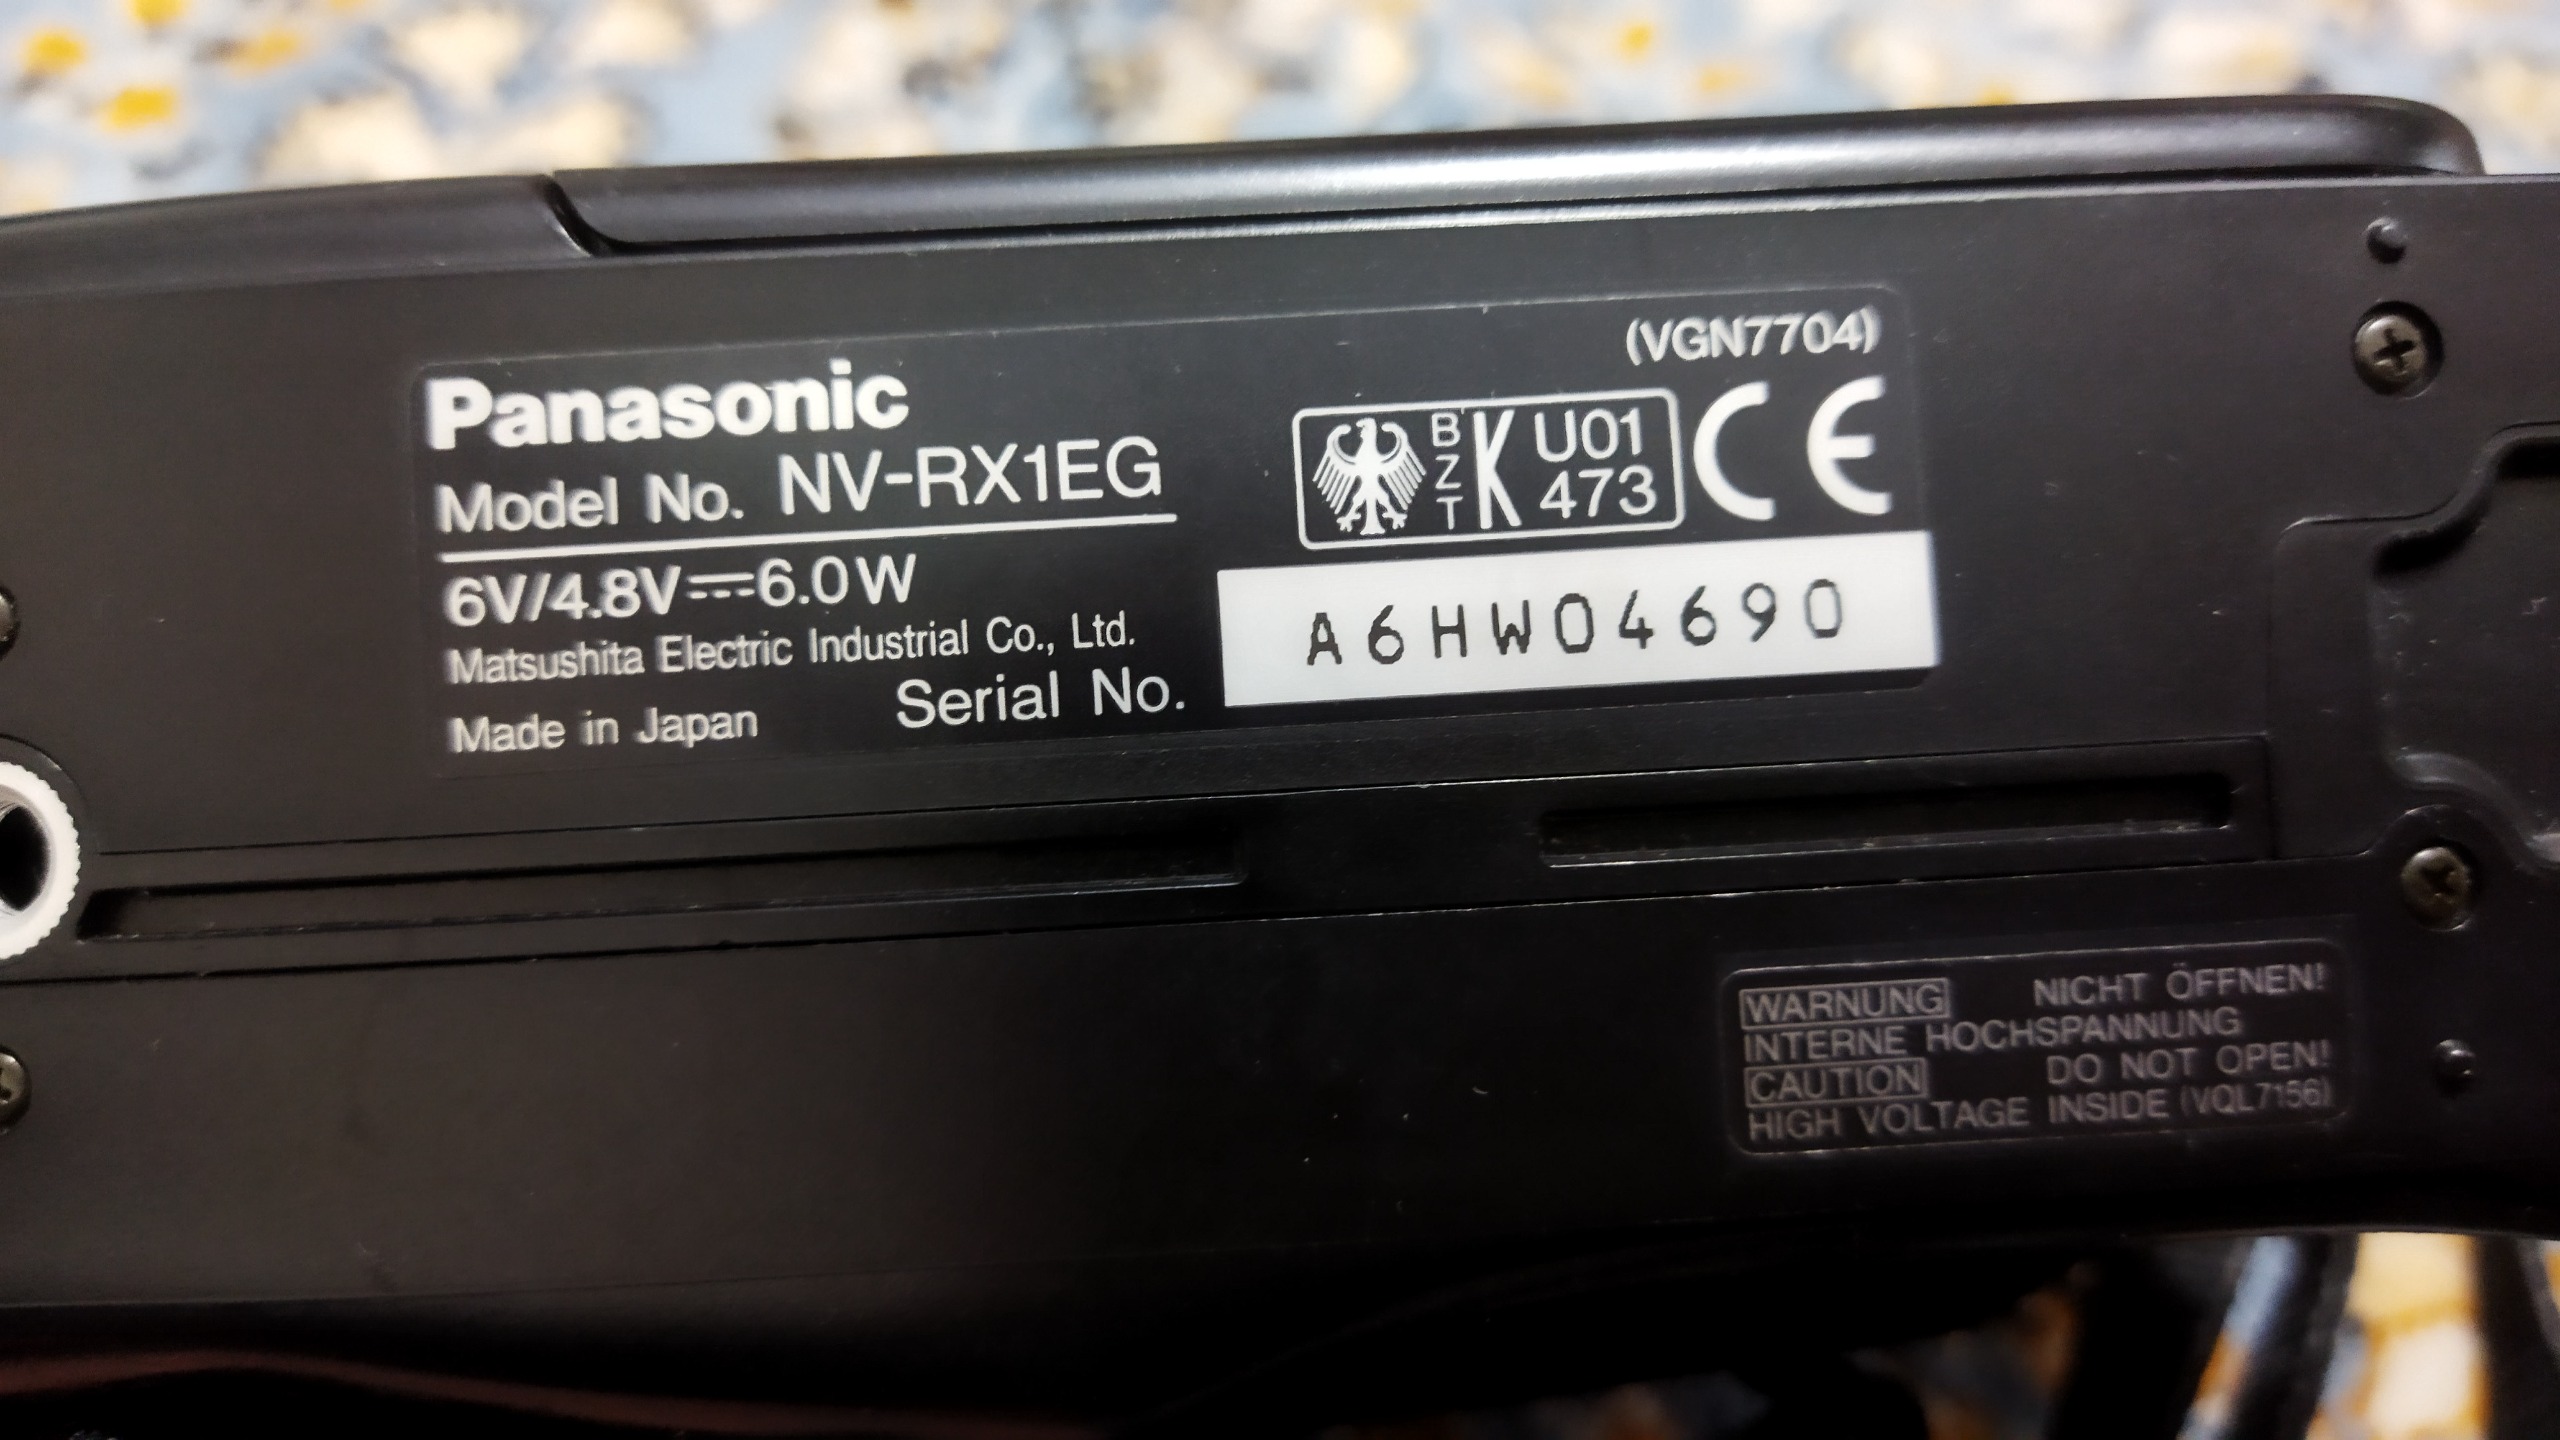 (VGN7704)
Panasonic
Model No. NV-RX1EG
BZT K U01 473 CE
6V/4.8V⎓6.0W
Matsushita Electric Industrial Co., Ltd.
Made in Japan Serial No. A6HW04690
WARNUNG NICHT ÖFFNEN!
INTERNE HOCHSPANNUNG
CAUTION DO NOT OPEN!
HIGH VOLTAGE INSIDE (VQL7156)